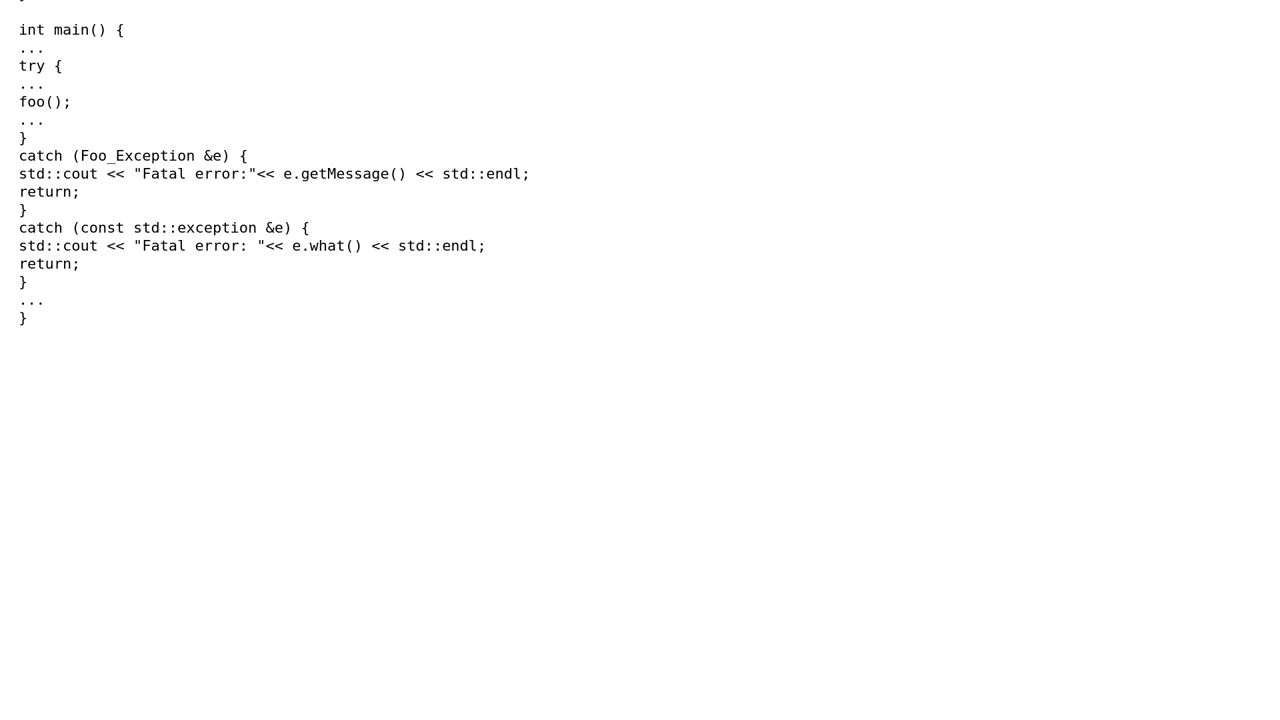 int main() {
...
try {
...
foo();
...
}
catch (Foo_Exception &e) {
std::cout << "Fatal error:"<< e.getMessage() << std::endl;
return;
}
catch (const std::exception &e) {
std::cout << "Fatal error: "<< e.what() << std::endl;
return;
}
...
}